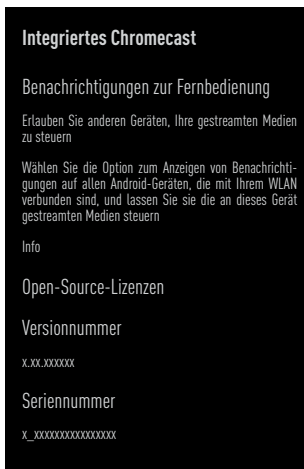 Integriertes Chromecast
Benachrichtigungen zur Fernbedienung
Erlauben Sie anderen Geräten, Ihre gestreamten Medien
zu steuern
Wählen Sie die Option zum Anzeigen von Benachrichti-
gungen auf allen Android-Geräten, die mit Ihrem WLAN
verbunden sind, und lassen Sie sie die an dieses Gerät
gestreamten Medien steuern
Info
Open-Source-Lizenzen
Versionnummer
x.xx.xxxxxx
Seriennummer
x_xxxxxxxxxxxxxxxx